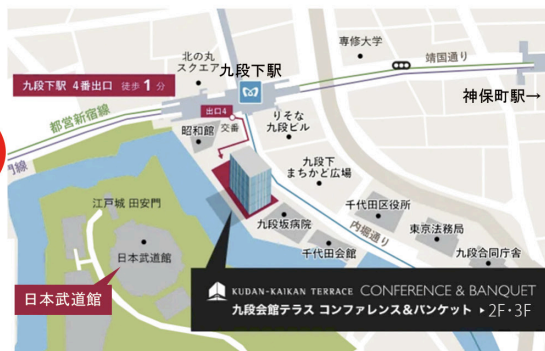 専修大学
靖国通り
北の丸
スクエア
九段下駅
九段下駅 4番出口 徒歩 1 分
神保町駅→
都営新宿線
出口4
昭和館
交番
りそな
九段ビル
門線
九段下
まちかど広場
江戸城 田安門
千代田区役所
九段坂病院
内堀通り
東京法務局
日本武道館
千代田会館
九段合同庁舎
日本武道館
KUDAN-KAIKAN TERRACE CONFERENCE & BANQUET
九段会館テラス コンファレンス&バンケット ▸ 2F・3F